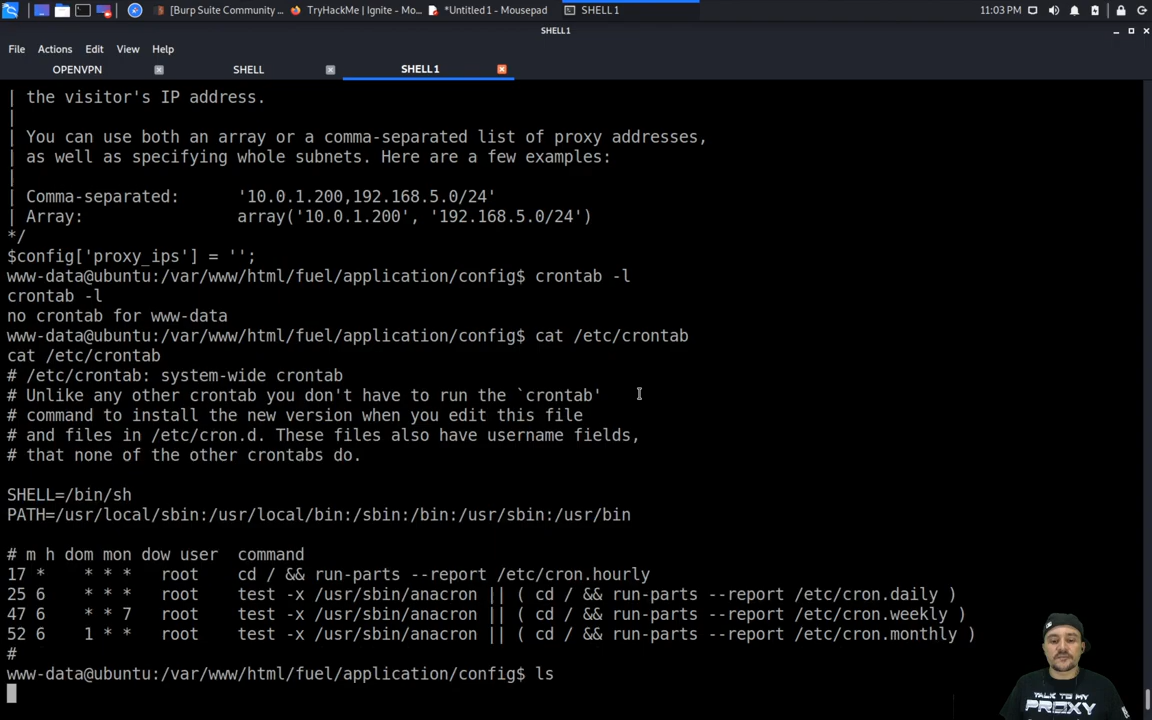 [Burp Suite Community ... TryHackMe | Ignite - Mo... *Untitled 1 - Mousepad SHELL1 11:03 PM
SHELL1
File Actions Edit View Help
OPENVPN SHELL SHELL1
| the visitor's IP address.
|
| You can use both an array or a comma-separated list of proxy addresses,
| as well as specifying whole subnets. Here are a few examples:
|
| Comma-separated: '10.0.1.200,192.168.5.0/24'
| Array: array('10.0.1.200', '192.168.5.0/24')
*/
$config['proxy_ips'] = '';
www-data@ubuntu:/var/www/html/fuel/application/config$ crontab -l
crontab -l
no crontab for www-data
www-data@ubuntu:/var/www/html/fuel/application/config$ cat /etc/crontab
cat /etc/crontab
# /etc/crontab: system-wide crontab
# Unlike any other crontab you don't have to run the `crontab'
# command to install the new version when you edit this file
# and files in /etc/cron.d. These files also have username fields,
# that none of the other crontabs do.
SHELL=/bin/sh
PATH=/usr/local/sbin:/usr/local/bin:/sbin:/bin:/usr/sbin:/usr/bin
# m h dom mon dow user command
17 * * * * root cd / && run-parts --report /etc/cron.hourly
25 6 * * * root test -x /usr/sbin/anacron || ( cd / && run-parts --report /etc/cron.daily )
47 6 * * 7 root test -x /usr/sbin/anacron || ( cd / && run-parts --report /etc/cron.weekly )
52 6 1 * * root test -x /usr/sbin/anacron || ( cd / && run-parts --report /etc/cron.monthly )
#
www-data@ubuntu:/var/www/html/fuel/application/config$ ls
TALK TO MY
PROXY